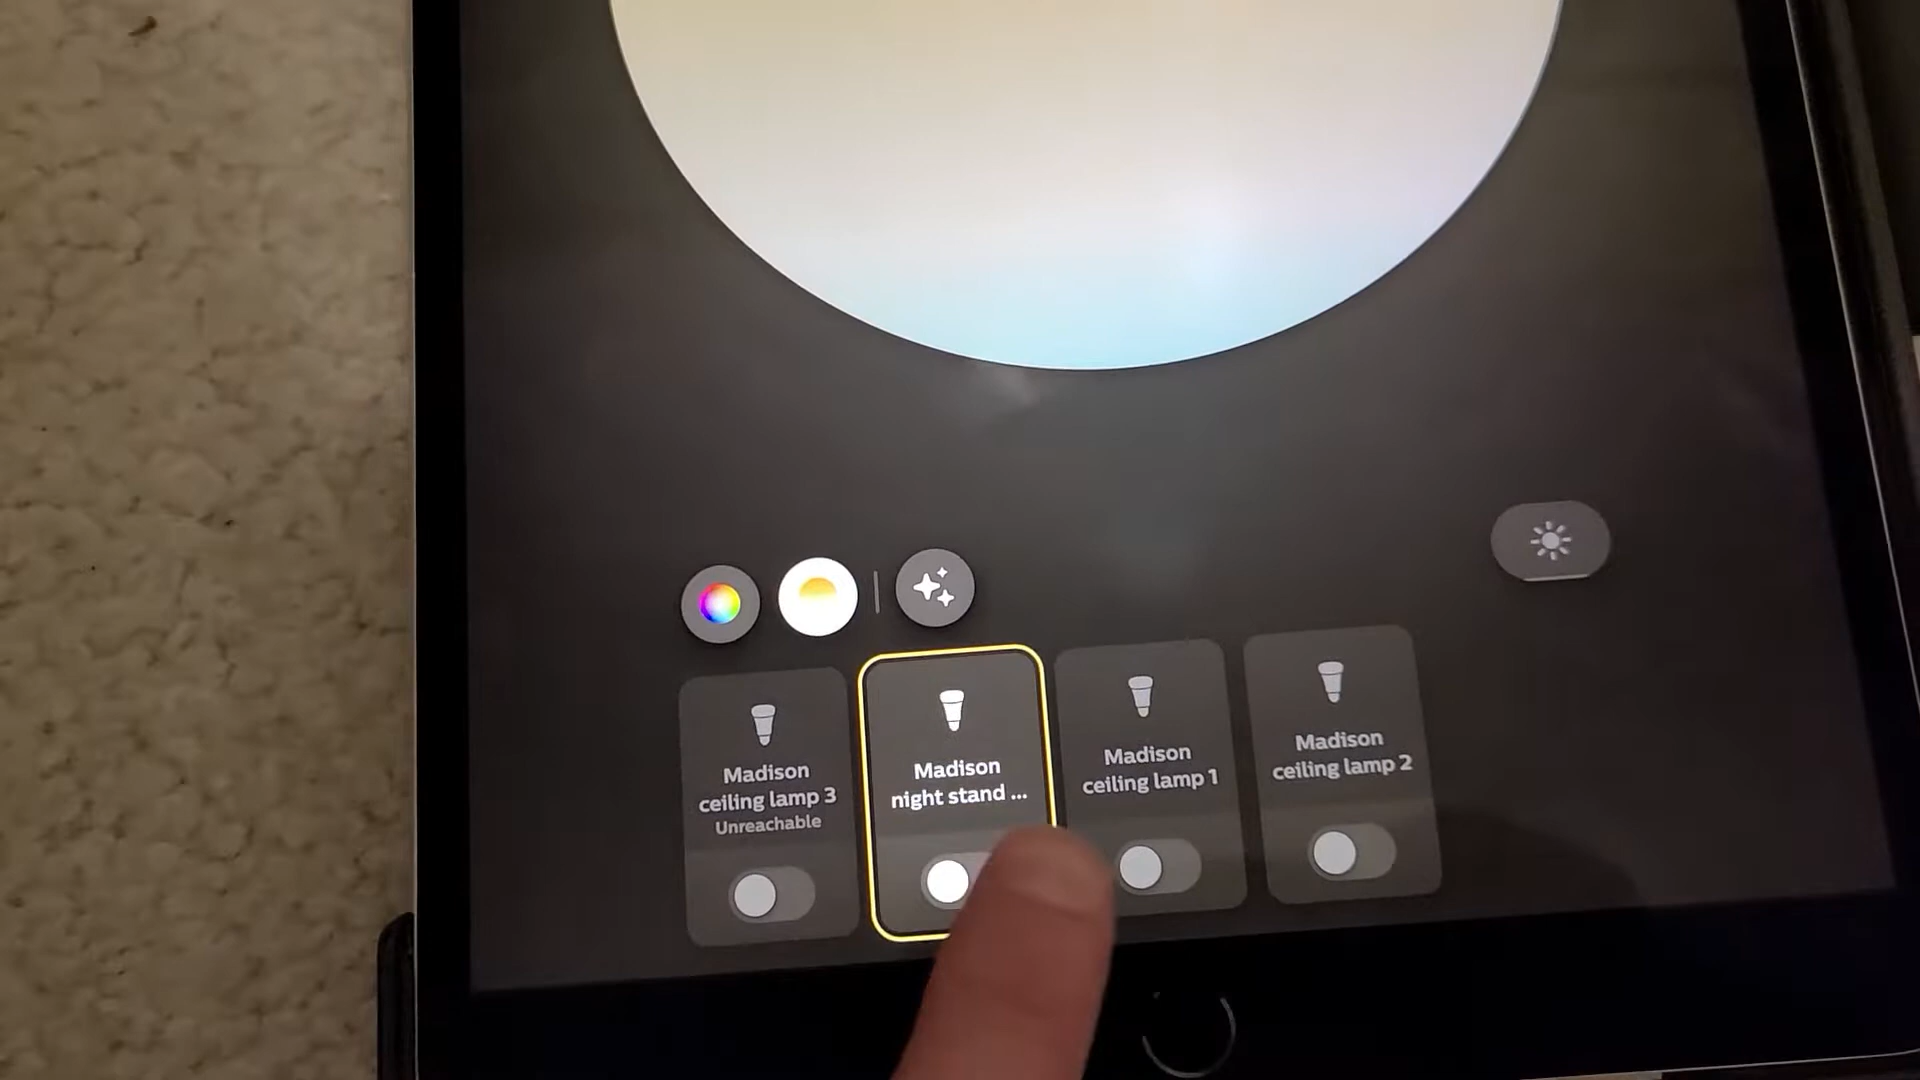 Madison
ceiling lamp 3
Unreachable
Madison
night stand ...
Madison
ceiling lamp 1
Madison
ceiling lamp 2